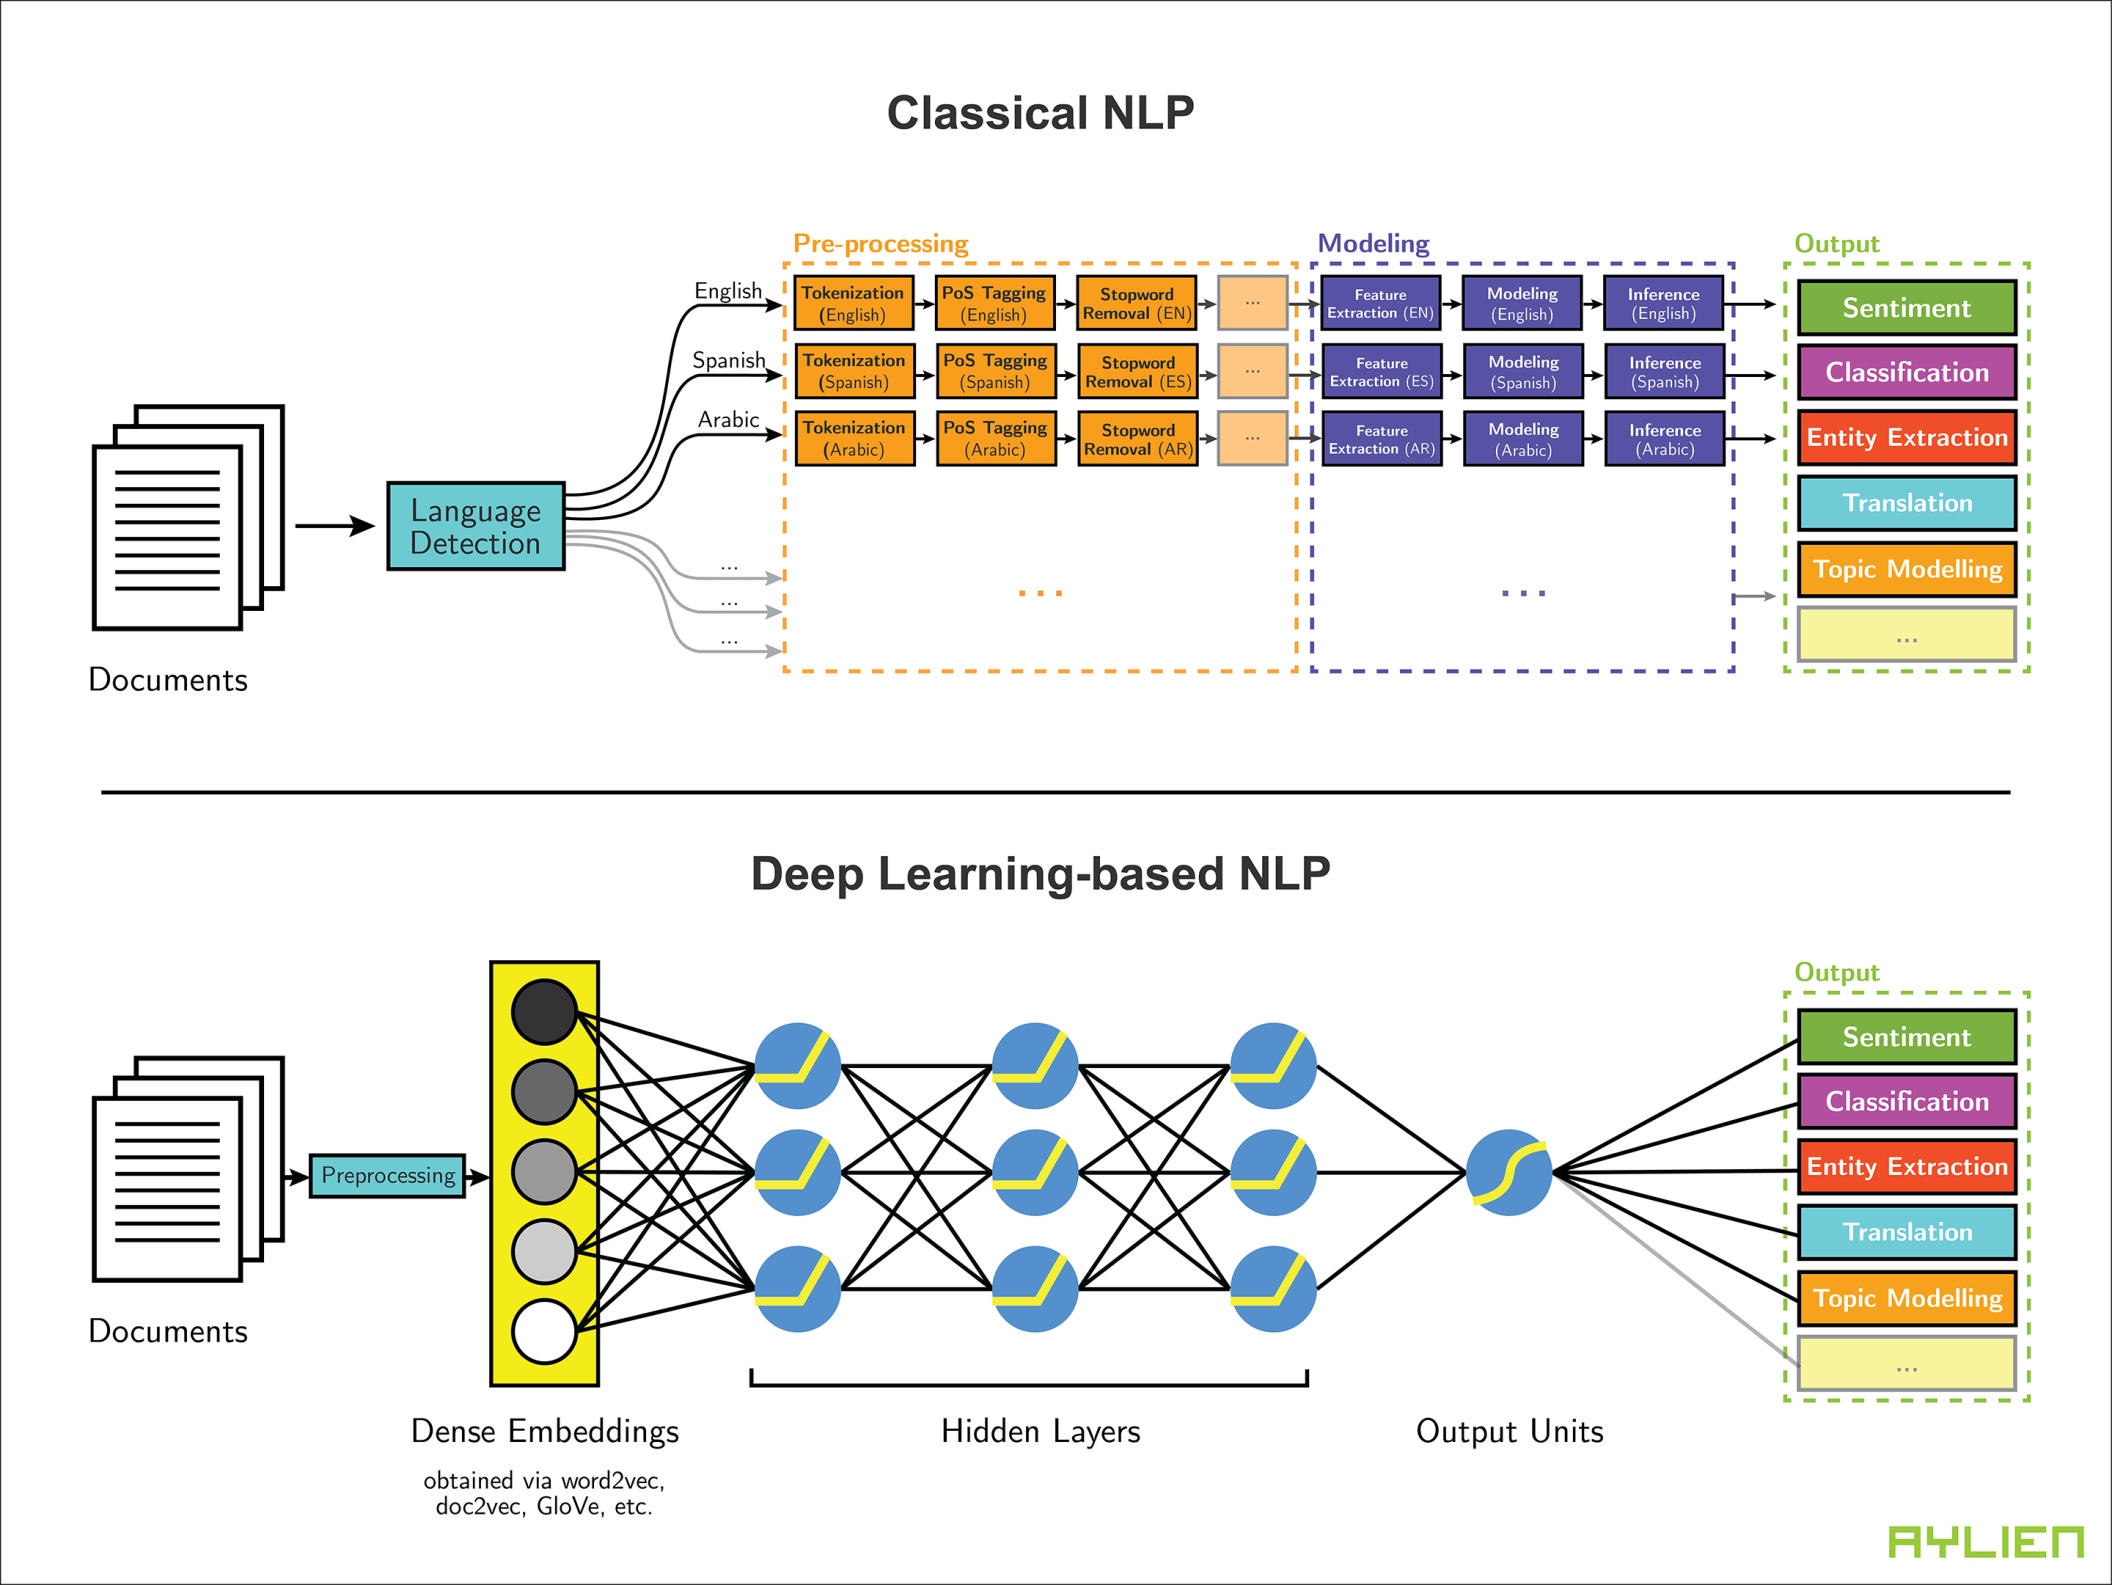 Classical NLP
Pre-processing
Modeling
Output
English
Spanish
Arabic
...
...
...
Language
Detection
Documents
Tokenization
(English)
PoS Tagging
(English)
Stopword
Removal (EN)
...
Feature
Extraction (EN)
Modeling
(English)
Inference
(English)
Tokenization
(Spanish)
PoS Tagging
(Spanish)
Stopword
Removal (ES)
...
Feature
Extraction (ES)
Modeling
(Spanish)
Inference
(Spanish)
Tokenization
(Arabic)
PoS Tagging
(Arabic)
Stopword
Removal (AR)
...
Feature
Extraction (AR)
Modeling
(Arabic)
Inference
(Arabic)
...
...
Sentiment
Classification
Entity Extraction
Translation
Topic Modelling
...
Deep Learning-based NLP
Documents
Preprocessing
Dense Embeddings
obtained via word2vec,
doc2vec, GloVe, etc.
Hidden Layers
Output Units
Output
Sentiment
Classification
Entity Extraction
Translation
Topic Modelling
...
AYLIEN